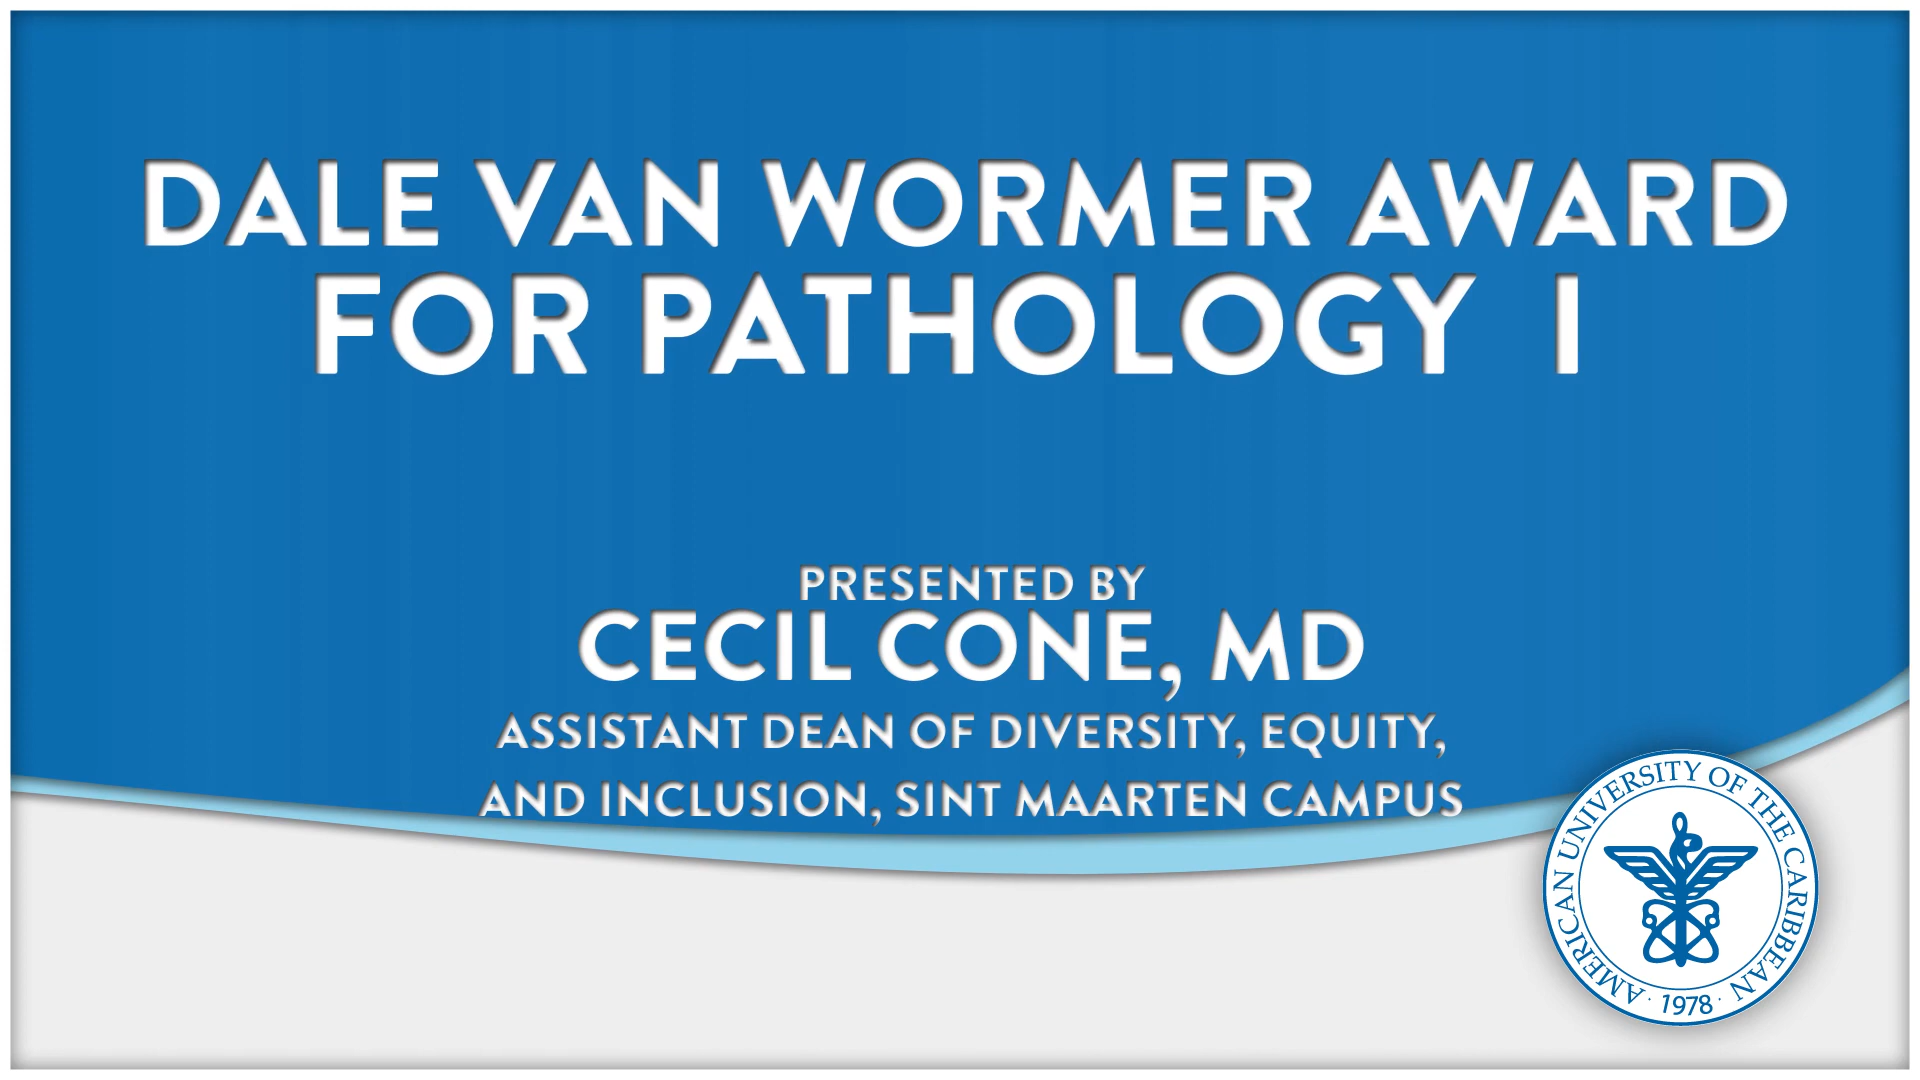 DALE VAN WORMER AWARD
FOR PATHOLOGY I
PRESENTED BY
CECIL CONE, MD
ASSISTANT DEAN OF DIVERSITY, EQUITY,
AND INCLUSION, SINT MAARTEN CAMPUS
AMERICAN UNIVERSITY OF THE CARIBBEAN
· 1978 ·